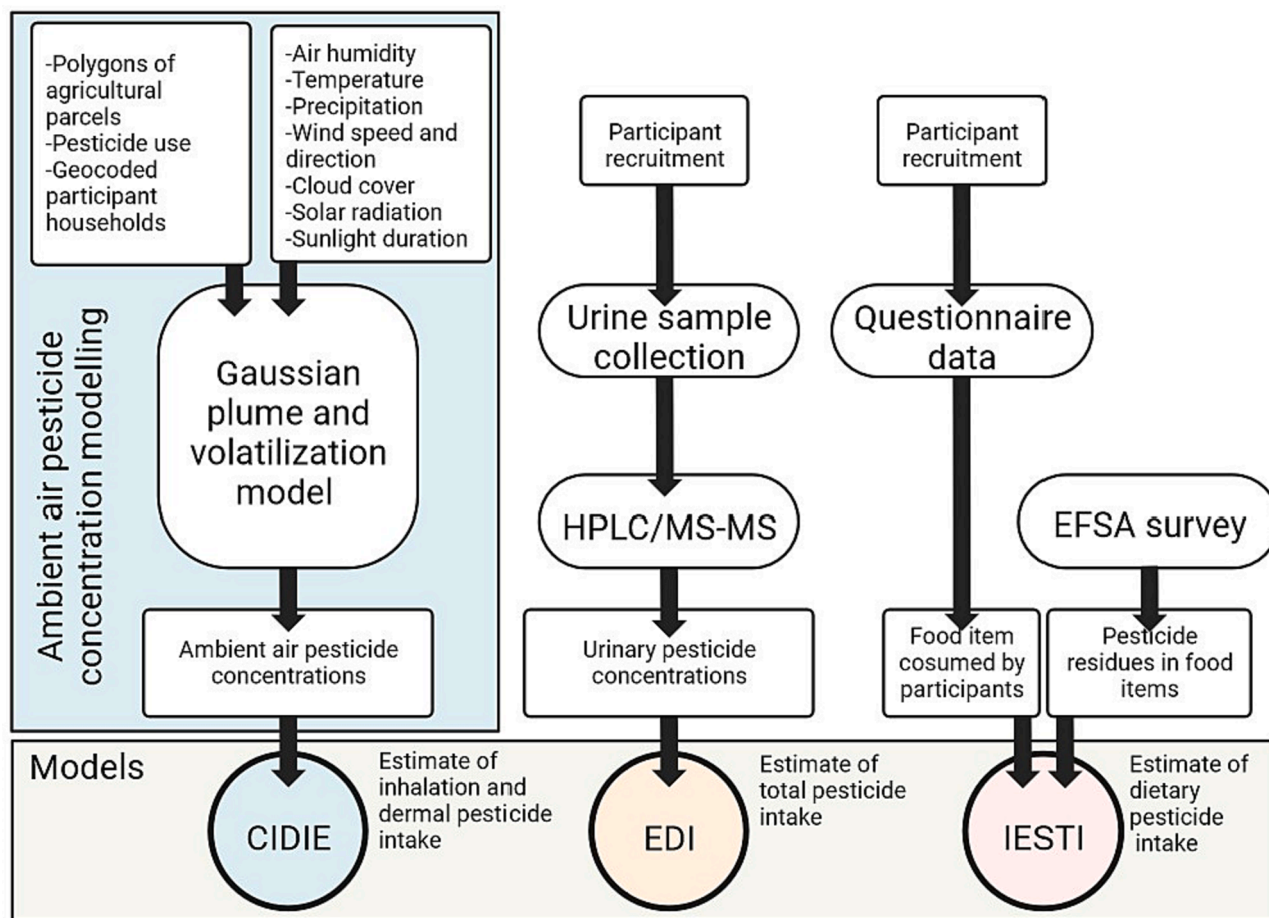 -Polygons of
agricultural
parcels
-Pesticide use
-Geocoded
participant
households
-Air humidity
-Temperature
-Precipitation
-Wind speed and
direction
-Cloud cover
-Solar radiation
-Sunlight duration
Ambient air pesticide
concentration modelling
Gaussian
plume and
volatilization
model
Ambient air pesticide
concentrations
Participant
recruitment
Urine sample
collection
HPLC/MS-MS
Urinary pesticide
concentrations
Participant
recruitment
Questionnaire
data
EFSA survey
Food item
cosumed by
participants
Pesticide
residues in food
items
Models
CIDIE
Estimate of
inhalation and
dermal pesticide
intake
EDI
Estimate of
total pesticide
intake
IESTI
Estimate of
dietary
pesticide
intake